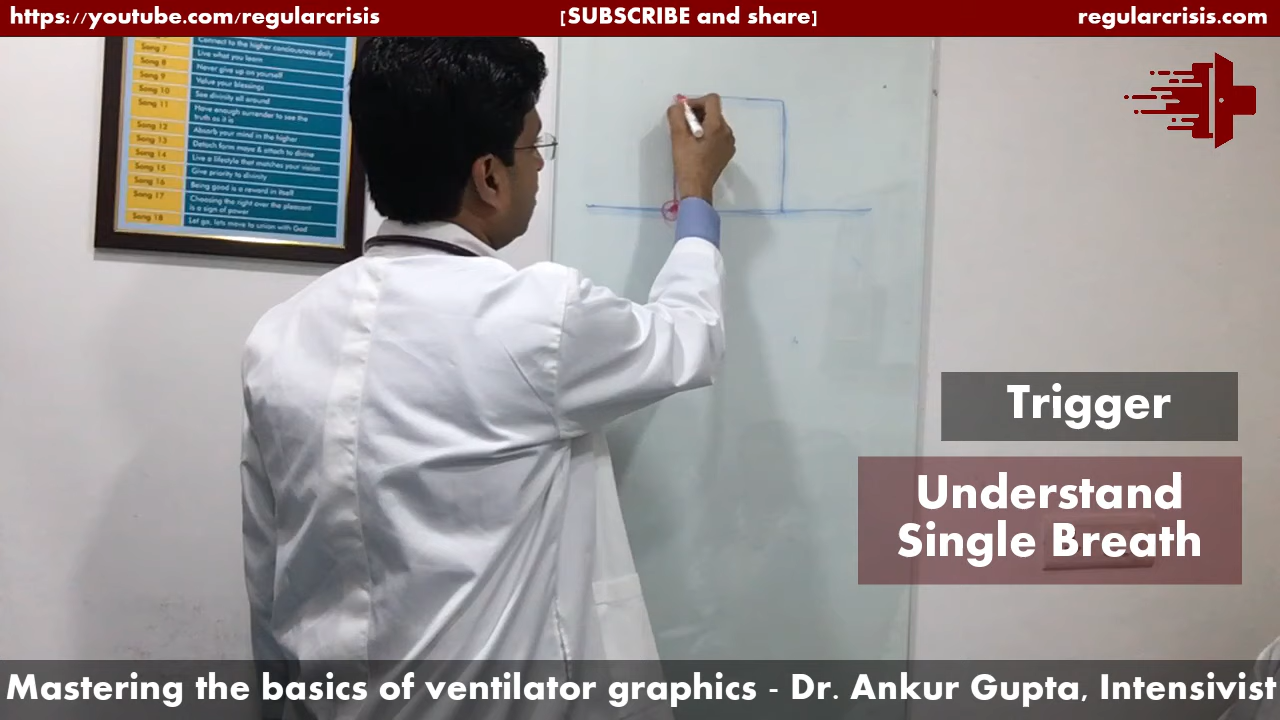 https://youtube.com/regularcrisis
[SUBSCRIBE and share]
regularcrisis.com
Song 7 Connect to the higher conciousness daily
Song 8 Live what you learn
Song 9 Never give up on yourself
Song 10 Value your blessings
Song 11 See divinity all around
Have enough surrender to see the
truth as it is
Song 12 Absorb your mind in the higher
Song 13 Detach form maya & attach to divine
Song 14 Live a lifestyle that matches your vision
Song 15 Give priority to divinity
Song 16 Being good is a reward in itself
Song 17 Choosing the right over the pleasant
is a sign of power
Song 18 Let go, lets move to union with God
Trigger
Understand
Single Breath
Mastering the basics of ventilator graphics - Dr. Ankur Gupta, Intensivist